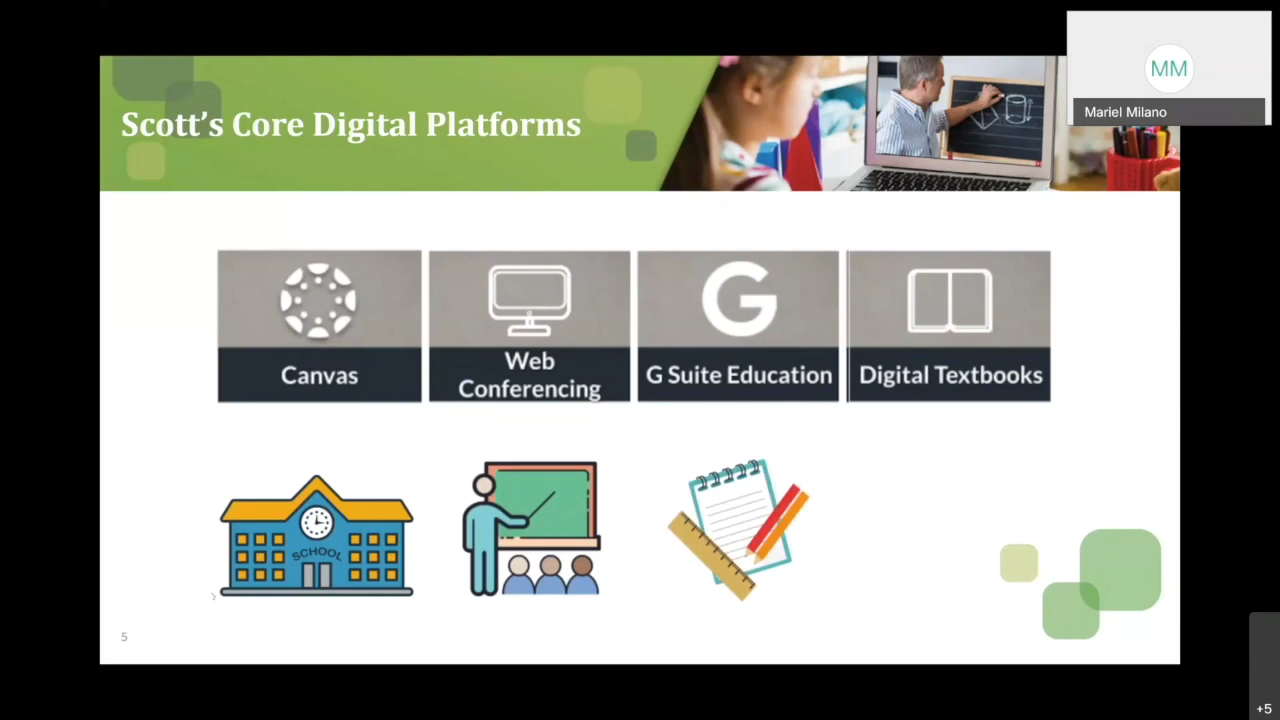 MM
Mariel Milano
Scott's Core Digital Platforms
Canvas
Web
Conferencing
G
G Suite Education
Digital Textbooks
SCHOOL
5
+5